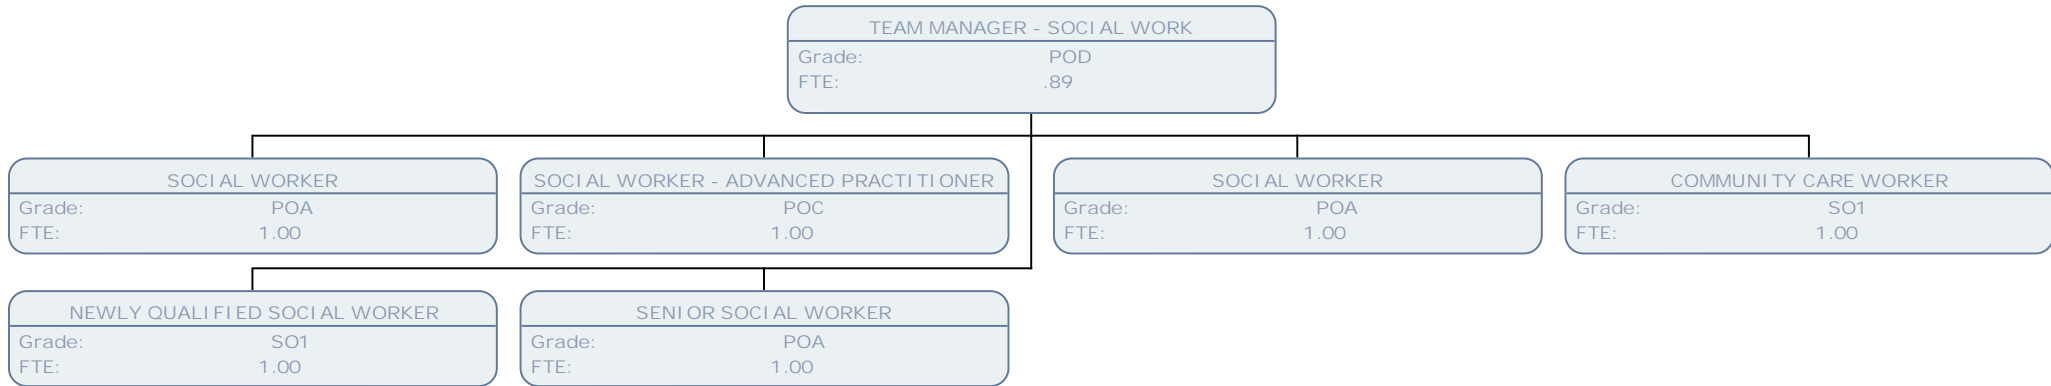 TEAM MANAGER - SOCIAL WORK
Grade: POD
FTE: .89
SOCIAL WORKER
Grade: POA
FTE: 1.00
SOCIAL WORKER - ADVANCED PRACTITIONER
Grade: POC
FTE: 1.00
SOCIAL WORKER
Grade: POA
FTE: 1.00
COMMUNITY CARE WORKER
Grade: SO1
FTE: 1.00
NEWLY QUALIFIED SOCIAL WORKER
Grade: SO1
FTE: 1.00
SENIOR SOCIAL WORKER
Grade: POA
FTE: 1.00